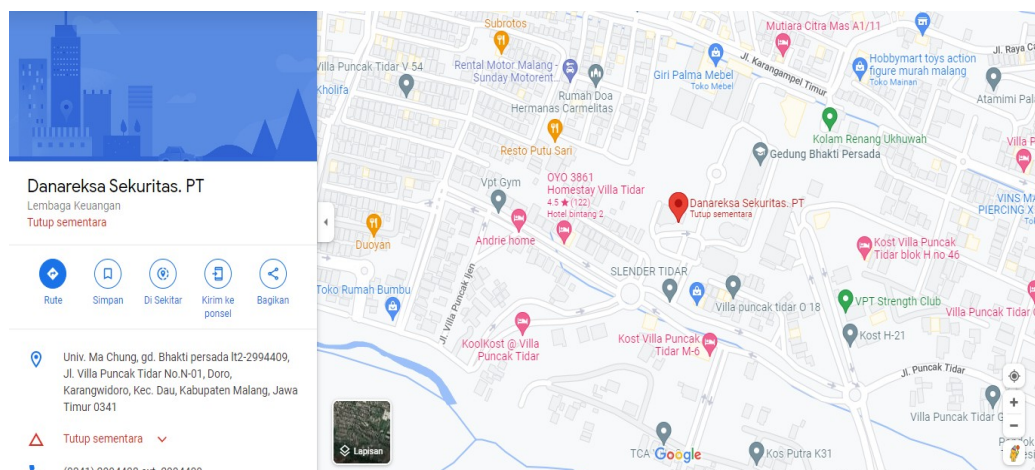 Danareksa Sekuritas. PT
Lembaga Keuangan
Tutup sementara
Rute
Simpan
Di Sekitar
Kirim ke
ponsel
Bagikan
Univ. Ma Chung, gd. Bhakti persada lt2-2994409,
Jl. Villa Puncak Tidar No.N-01, Doro,
Karangwidoro, Kec. Dau, Kabupaten Malang, Jawa
Timur 0341
Tutup sementara
Subrotos
Mutiara Citra Mas A1/11
Villa Puncak Tidar V 54
Rental Motor Malang -
Sunday Motorent...
Giri Palma Mebel
Toko Mebel
Jl. Karangampel Timur
Hobbymart toys action
figure murah malang
Toko Mainan
Jl. Raya
Kholifa
Rumah Doa
Hermanas Carmelitas
Atamimi
Kolam Renang Ukhuwah
Resto Putu Sari
Gedung Bhakti Persada
Villa
Vpt Gym
OYO 3861
Homestay Villa Tidar
4.5 ★ (122)
Hotel bintang 2
Danareksa Sekuritas. PT
Tutup sementara
PIERCING
Duoyan
Andrie home
Kost Villa Puncak
Tidar blok H no 46
SLENDER TIDAR
Toko Rumah Bumbu
Villa puncak tidar O 18
VPT Strength Club
Villa Puncak Tidar
Jl. Villa Puncak Ijen
KoolKost @ Villa
Puncak Tidar
Kost Villa Puncak
Tidar M-6
Kost H-21
Jl. Puncak Tidar
Villa Puncak Tidar
Lapisan
TCA
Google
Kos Putra K31